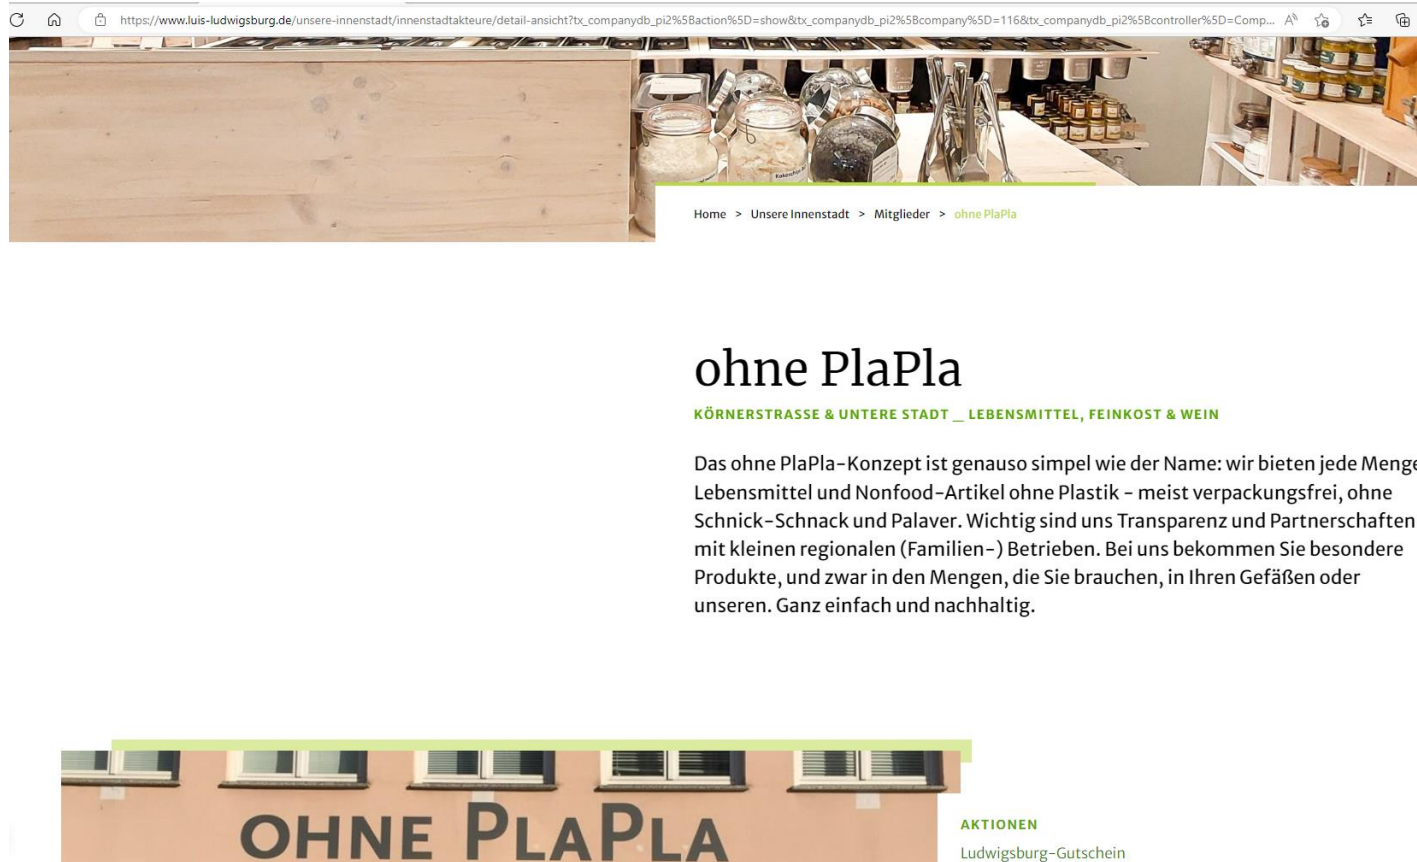 https://www.luis-ludwigsburg.de/unsere-innenstadt/innenstadtakteure/detail-ansicht?tx_companydb_pi2%5Baction%5D=show&tx_companydb_pi2%5Bcompany%5D=116&tx_companydb_pi2%5Bcontroller%5D=Comp...
Home > Unsere Innenstadt > Mitglieder > ohne PlaPla
ohne PlaPla
KÖRNERSTRASSE & UNTERE STADT _ LEBENSMITTEL, FEINKOST & WEIN
Das ohne PlaPla-Konzept ist genauso simpel wie der Name: wir bieten jede Menge
Lebensmittel und Nonfood-Artikel ohne Plastik - meist verpackungsfrei, ohne
Schnick-Schnack und Palaver. Wichtig sind uns Transparenz und Partnerschaften
mit kleinen regionalen (Familien-) Betrieben. Bei uns bekommen Sie besondere
Produkte, und zwar in den Mengen, die Sie brauchen, in Ihren Gefäßen oder
unseren. Ganz einfach und nachhaltig.
OHNE PLAPLA
AKTIONEN
Ludwigsburg-Gutschein